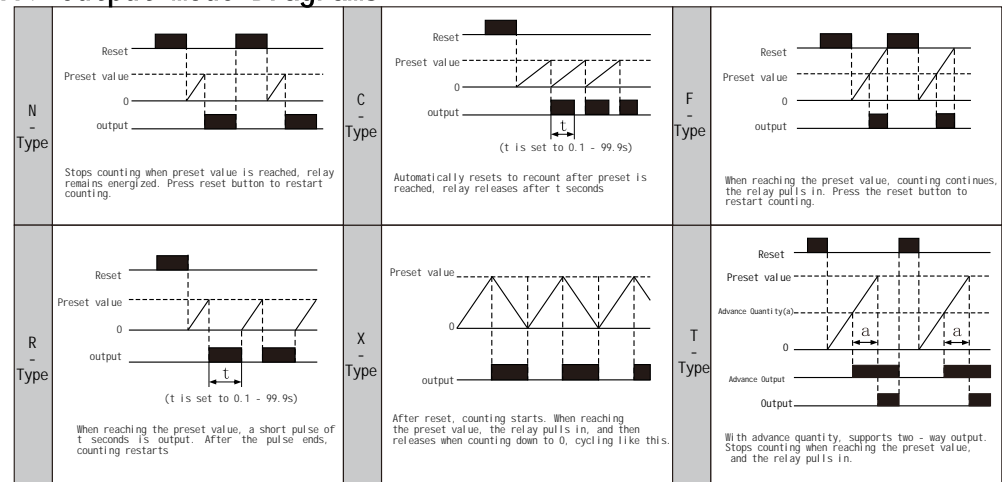 Output Mode Diagrams
N
-
Type
Reset
Preset value
0
output
Stops counting when preset value is reached, relay
remains energized. Press reset button to restart
counting.
C
-
Type
Reset
Preset value
0
output
t
(t is set to 0.1 - 99.9s)
Automatically resets to recount after preset is
reached, relay releases after t seconds
F
-
Type
Reset
Preset value
0
output
When reaching the preset value, counting continues,
the relay pulls in. Press the reset button to
restart counting.
R
-
Type
Reset
Preset value
0
output
t
(t is set to 0.1 - 99.9s)
When reaching the preset value, a short pulse of
t seconds is output. After the pulse ends,
counting restarts
X
-
Type
Preset value
0
output
After reset, counting starts. When reaching
the preset value, the relay pulls in, and then
releases when counting down to 0, cycling like this.
T
-
Type
Reset
Preset value
Advance Quantity(a)
0
a
a
Advance Output
Output
With advance quantity, supports two - way output.
Stops counting when reaching the preset value,
and the relay pulls in.